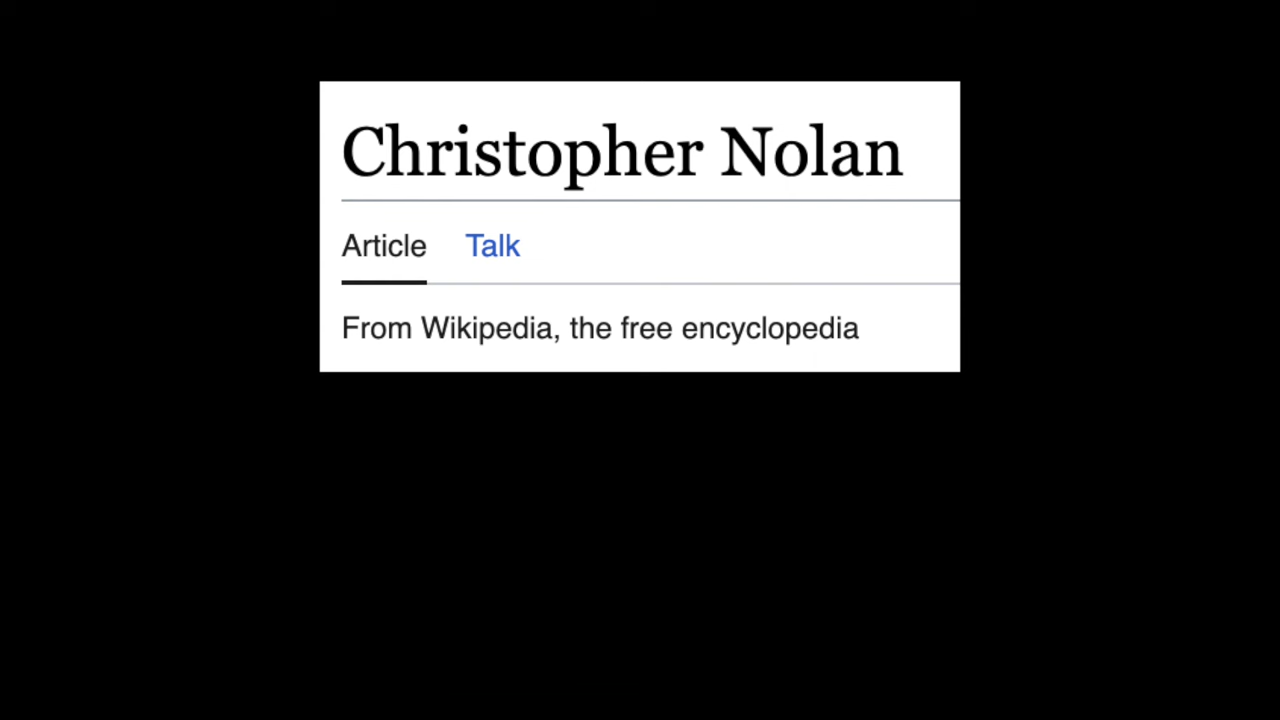 Christopher Nolan
Article Talk
From Wikipedia, the free encyclopedia